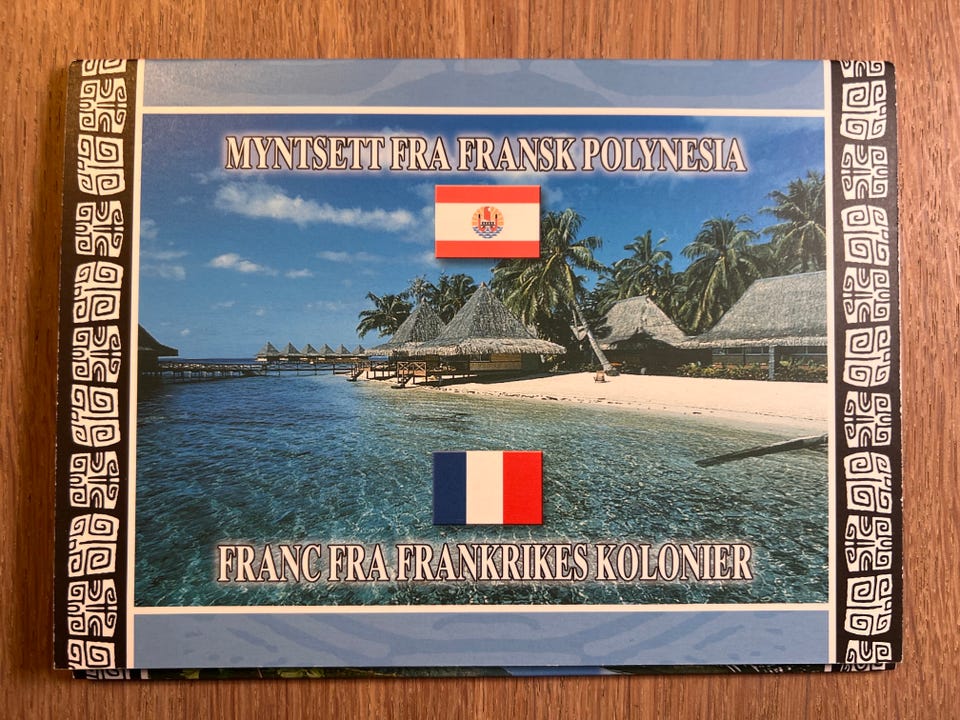 MYNTSETT FRA FRANSK POLYNESIA
FRANC FRA FRANKRIKES KOLONIER